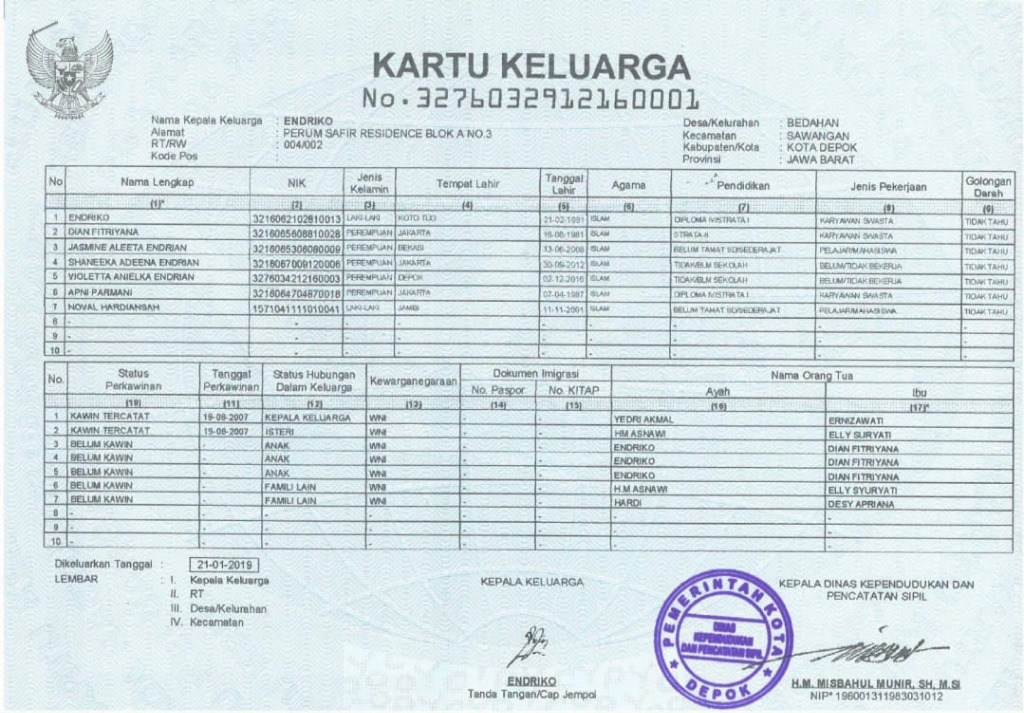 KARTU KELUARGA
No. 3276032912160001
Nama Kepala Keluarga : ENDRIKO
Alamat : PERUM SAFIR RESIDENCE BLOK A NO.3
RT/RW : 004/002
Kode Pos :
Desa/Kelurahan : BEDAHAN
Kecamatan : SAWANGAN
Kabupaten/Kota : KOTA DEPOK
Provinsi : JAWA BARAT
No Nama Lengkap NIK Jenis Kelamin Tempat Lahir Tanggal Lahir Agama Pendidikan Jenis Pekerjaan Golongan Darah
(1)* (2) (3) (4) (5) (6) (7) (8) (9)
1 ENDRIKO 3216062102810013 LAKI-LAKI KOTO TUO 21-02-1981 ISLAM DIPLOMA IV/STRATA I KARYAWAN SWASTA TIDAK TAHU
2 DIAN FITRIYANA 3216065608810028 PEREMPUAN JAKARTA 16-08-1981 ISLAM STRATA-II KARYAWAN SWASTA TIDAK TAHU
3 JASMINE ALEETA ENDRIAN 3216065306080009 PEREMPUAN BEKASI 13-06-2008 ISLAM BELUM TAMAT SD/SEDERAJAT PELAJAR/MAHASISWA TIDAK TAHU
4 SHANEEKA ADEENA ENDRIAN 3216067009120006 PEREMPUAN JAKARTA 30-09-2012 ISLAM TIDAK/BLM SEKOLAH BELUM/TIDAK BEKERJA TIDAK TAHU
5 VIOLETTA ANIELKA ENDRIAN 3276034212160003 PEREMPUAN DEPOK 02-12-2016 ISLAM TIDAK/BLM SEKOLAH BELUM/TIDAK BEKERJA TIDAK TAHU
6 APNI PARMANI 3216064704870018 PEREMPUAN JAKARTA 07-04-1987 ISLAM DIPLOMA IV/STRATA I KARYAWAN SWASTA TIDAK TAHU
7 NOVAL HARDIANSAH 1571041111010041 LAKI-LAKI JAMBI 11-11-2001 ISLAM BELUM TAMAT SD/SEDERAJAT PELAJAR/MAHASISWA TIDAK TAHU
8 - - - - - - - - -
9 - - - - - - - - -
10 - - - - - - - - -
No. Status Perkawinan Tanggal Perkawinan Status Hubungan Dalam Keluarga Kewarganegaraan Dokumen Imigrasi Nama Orang Tua
No. Paspor No. KITAP Ayah Ibu
(10) (11) (12) (13) (14) (15) (16) (17)*
1 KAWIN TERCATAT 19-08-2007 KEPALA KELUARGA WNI - - YEDRI AKMAL ERNIZAWATI
2 KAWIN TERCATAT 19-08-2007 ISTERI WNI - - HM ASNAWI ELLY SURYATI
3 BELUM KAWIN - ANAK WNI - - ENDRIKO DIAN FITRIYANA
4 BELUM KAWIN - ANAK WNI - - ENDRIKO DIAN FITRIYANA
5 BELUM KAWIN - ANAK WNI - - ENDRIKO DIAN FITRIYANA
6 BELUM KAWIN - FAMILI LAIN WNI - - H.M ASNAWI ELLY SYURYATI
7 BELUM KAWIN - FAMILI LAIN WNI - - HARDI DESY APRIANA
8 - - - - - - - -
9 - - - - - - - -
10 - - - - - - - -
Dikeluarkan Tanggal : 21-01-2019
LEMBAR : I. Kepala Keluarga
II. RT
III. Desa/Kelurahan
IV. Kecamatan
KEPALA KELUARGA
ENDRIKO
Tanda Tangan/Cap Jempol
PEMERINTAH KOTA
DINAS
KEPENDUDUKAN
DAN PENCATATAN SIPIL
DEPOK
KEPALA DINAS KEPENDUDUKAN DAN
PENCATATAN SIPIL
H.M. MISBAHUL MUNIR, SH, M.SI
NIP* 196001311983031012